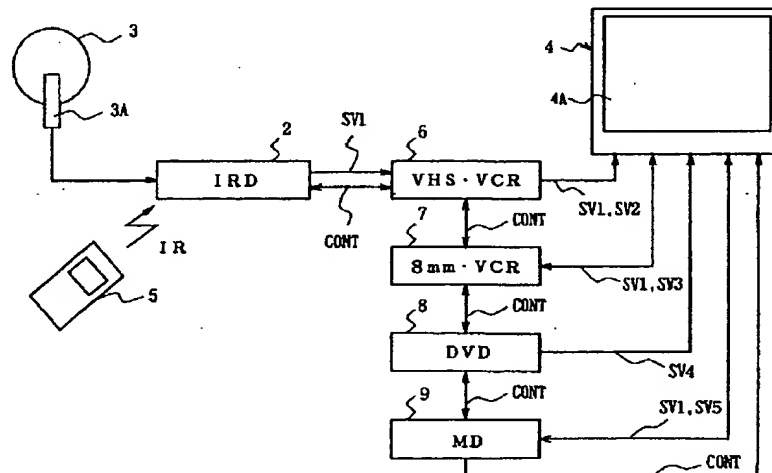 3
4
3A
4A
2
SV1
6
IRD
VHS・VCR
CONT
SV1, SV2
7
CONT
IR
8mm・VCR
5
SV1, SV3
8
CONT
DVD
SV4
9
CONT
SV1, SV5
MD
CONT